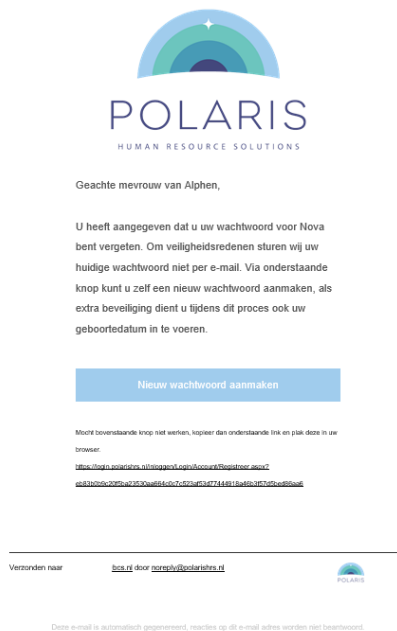 POLARIS
HUMAN RESOURCE SOLUTIONS
Geachte mevrouw van Alphen,
U heeft aangegeven dat u uw wachtwoord voor Nova
bent vergeten. Om veiligheidsredenen sturen wij uw
huidige wachtwoord niet per e-mail. Via onderstaande
knop kunt u zelf een nieuw wachtwoord aanmaken, als
extra beveiliging dient u tijdens dit proces ook uw
geboortedatum in te voeren.
Nieuw wachtwoord aanmaken
Mocht bovenstaande knop niet werken, kopieer dan onderstaande link en plak deze in uw
browser.
https://login.polarishrs.nl/inloggen/Login/Account/Registreer.aspx?
Verzonden naar bcs.nl door noreply@polarishrs.nl
POLARIS
Deze e-mail is automatisch gegenereerd, reacties op dit e-mail adres worden niet beantwoord.